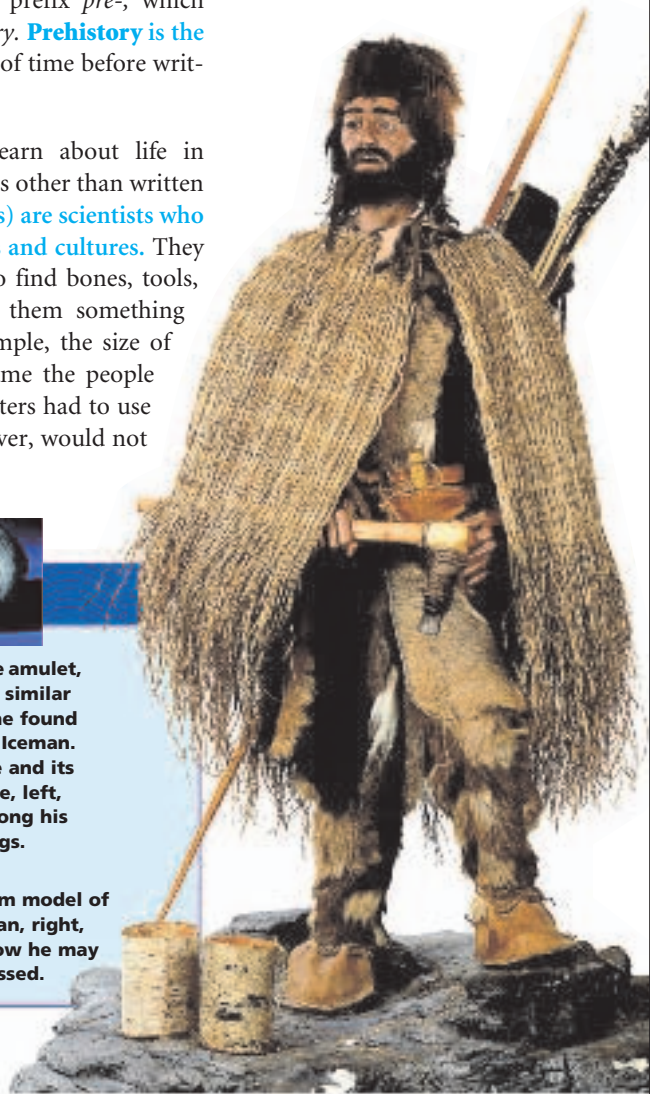 prefix pre-, which
ry. Prehistory is the
of time before writ-
earn about life in
s other than written
s) are scientists who
s and cultures. They
o find bones, tools,
them something
mple, the size of
me the people
ters had to use
ver, would not
e amulet,
similar
ne found
Iceman.
e and its
e, left,
ong his
gs.
m model of
an, right,
ow he may
ssed.